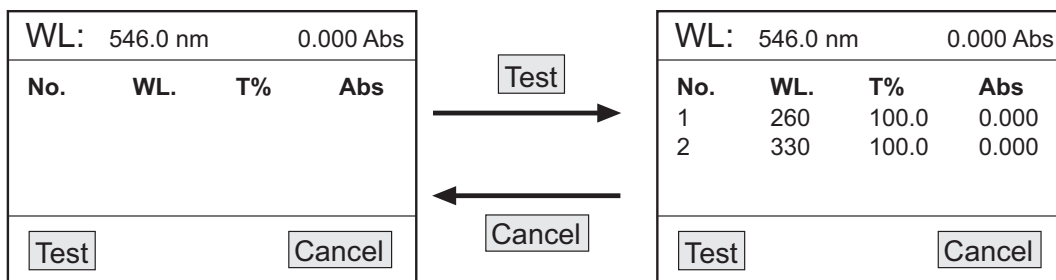 WL: 546.0 nm 0.000 Abs
No. WL. T% Abs
Test Cancel
Test
Cancel
WL: 546.0 nm 0.000 Abs
No. WL. T% Abs
1 260 100.0 0.000
2 330 100.0 0.000
Test Cancel